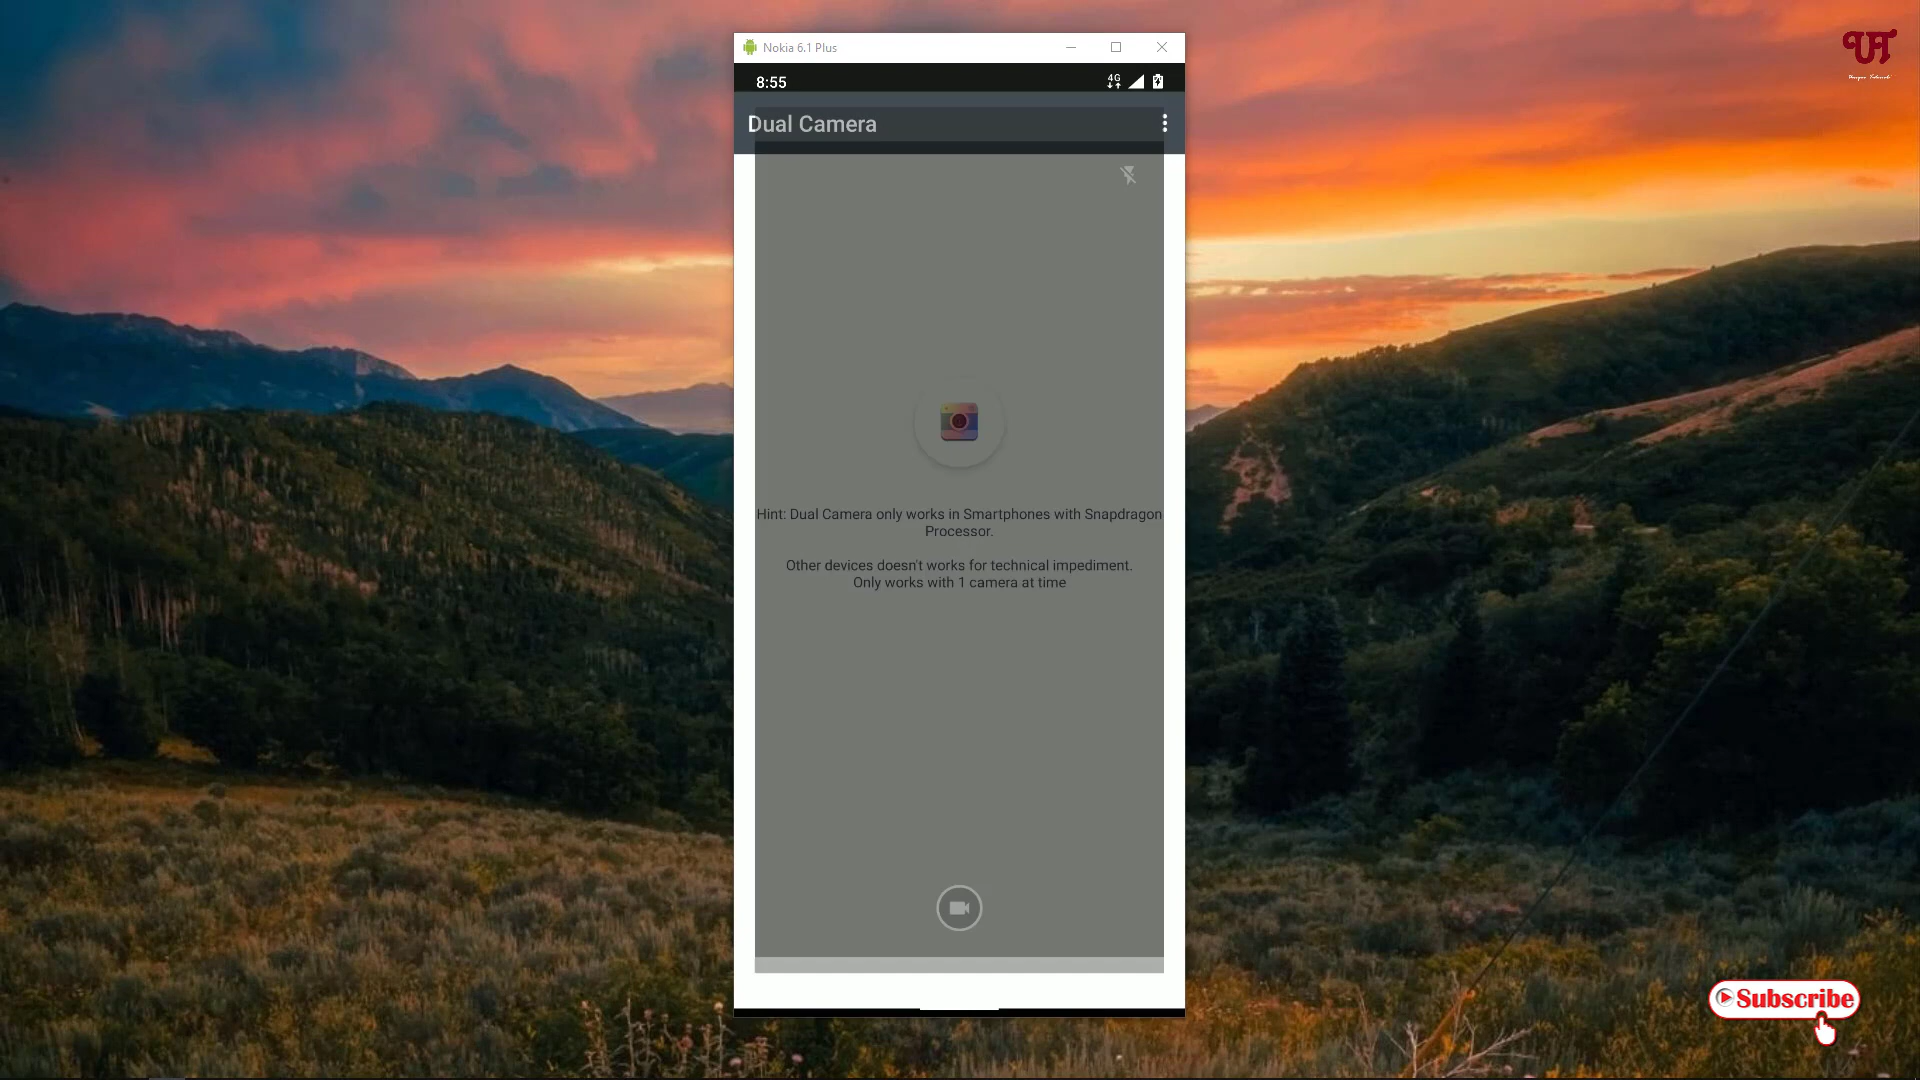 Nokia 6.1 Plus
8:55
4G
Dual Camera
Hint: Dual Camera only works in Smartphones with Snapdragon
Processor.
Other devices doesn't works for technical impediment.
Only works with 1 camera at time
UT
Subscribe